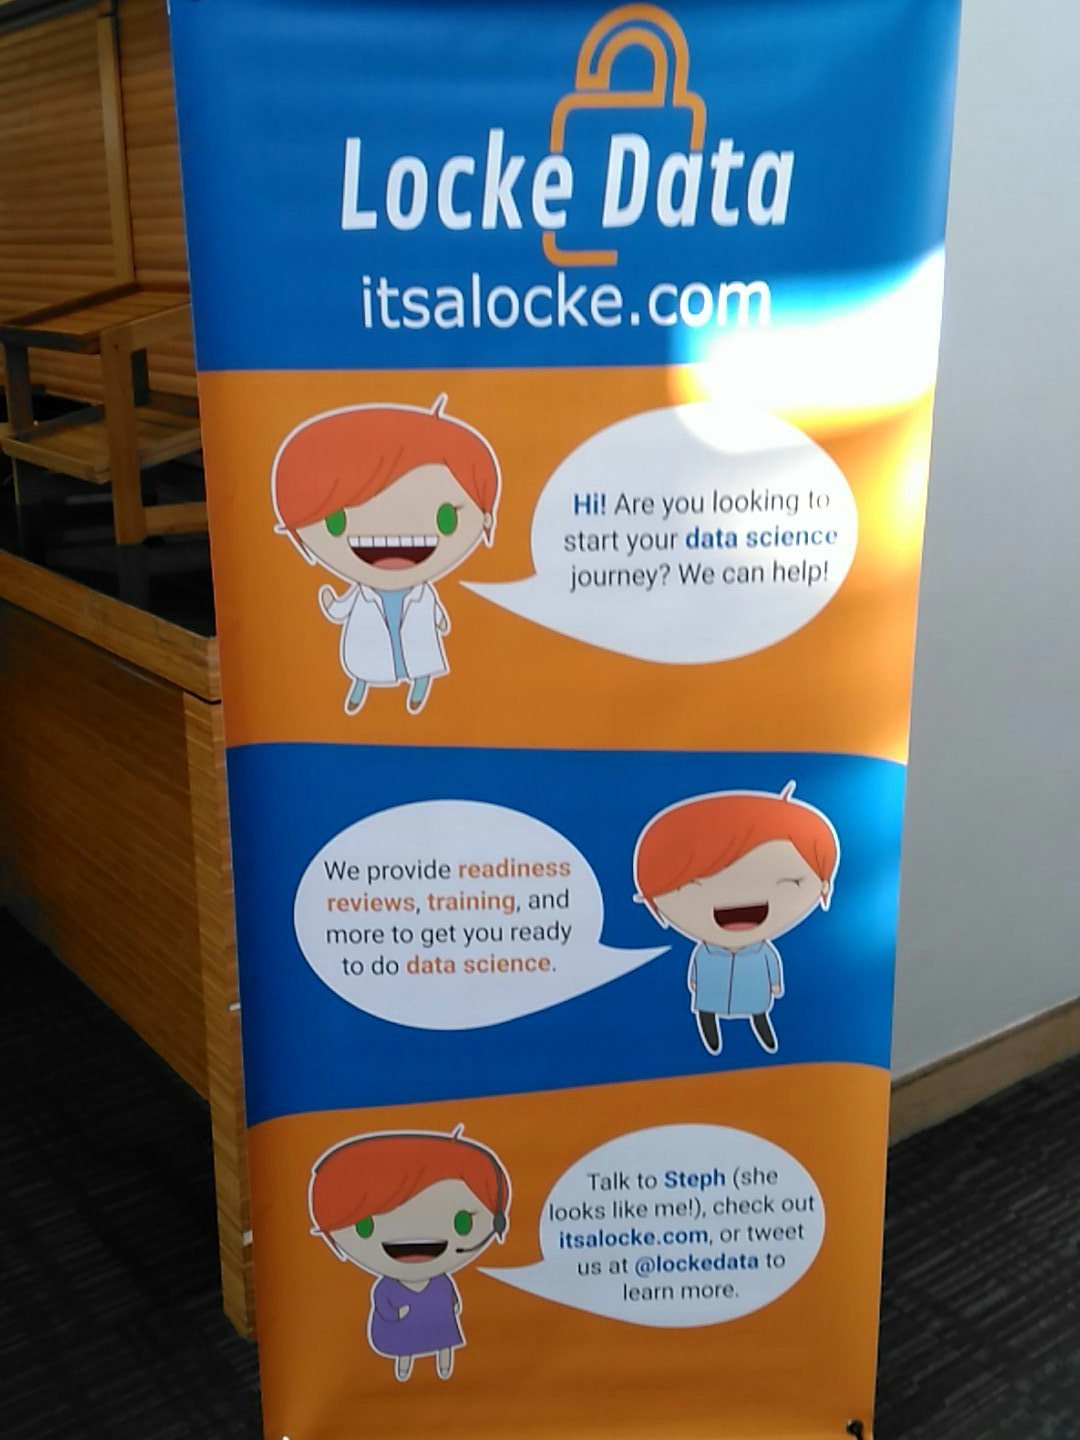 Locke Data
itsalocke.com
Hi! Are you looking to
start your data science
journey? We can help!
We provide readiness
reviews, training, and
more to get you ready
to do data science.
Talk to Steph (she
looks like me!), check out
itsalocke.com, or tweet
us at @lockedata to
learn more.